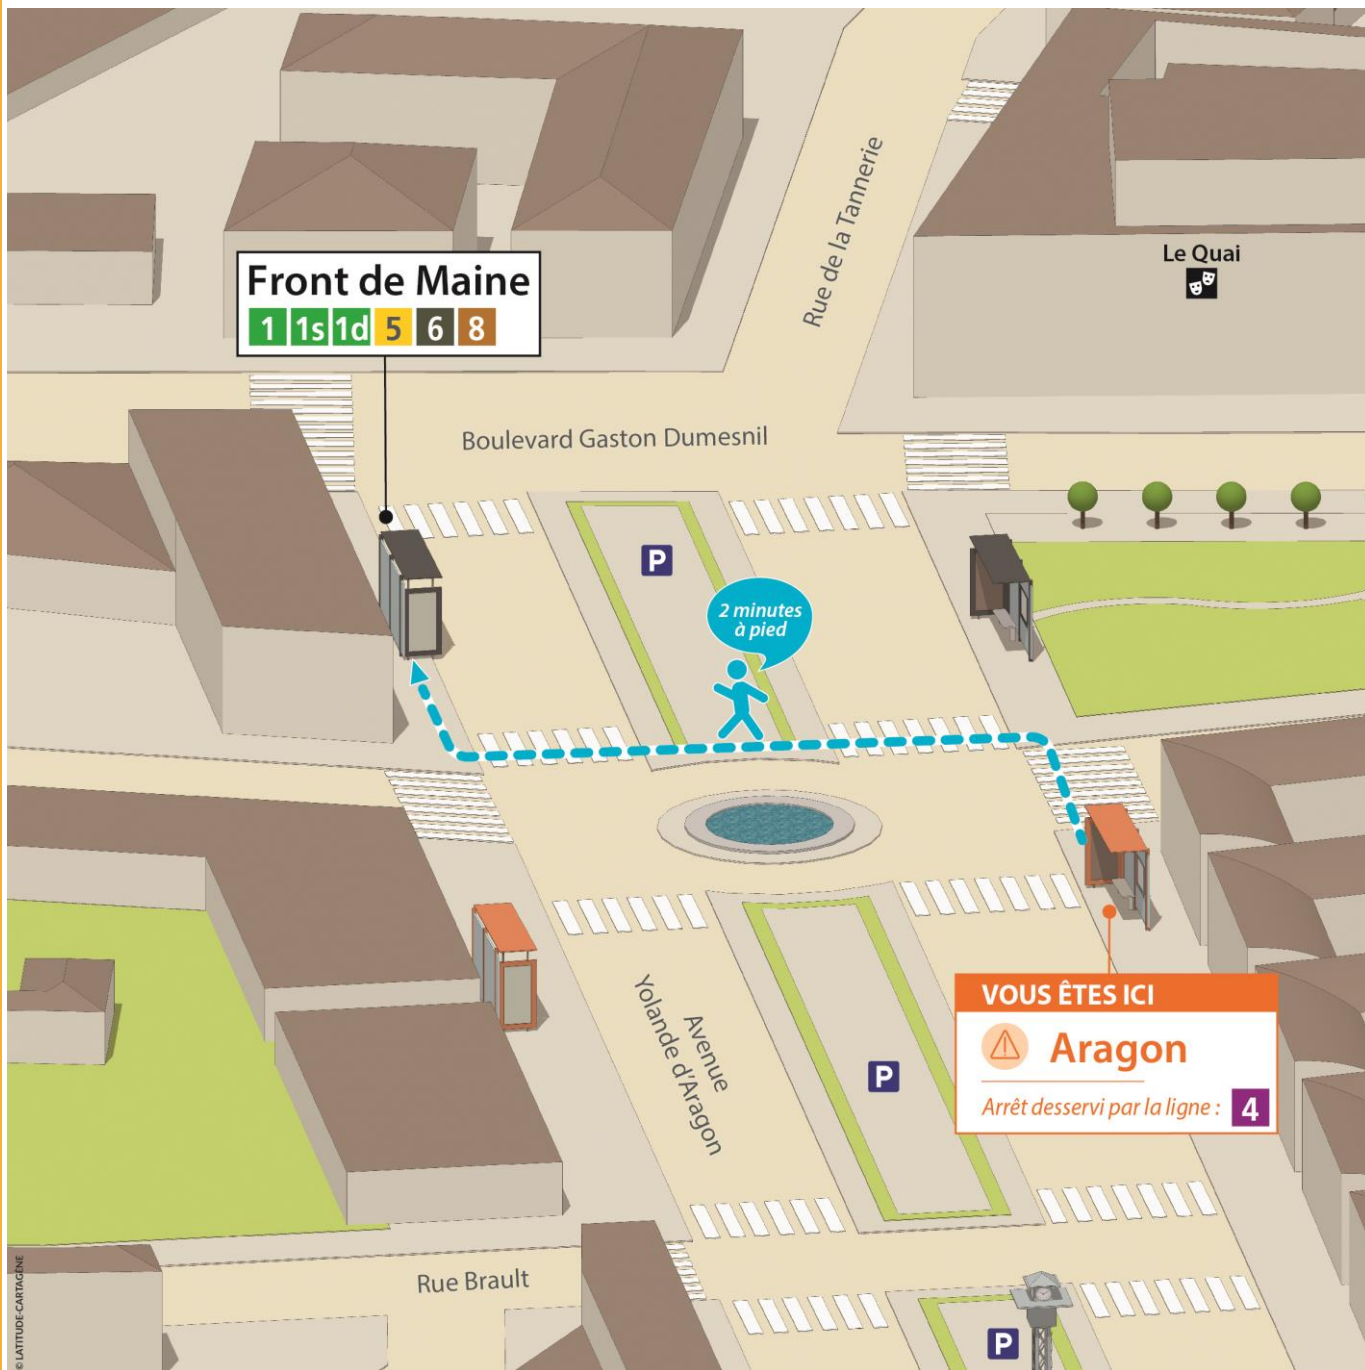 Rue de la Tannerie
Le Quai
Front de Maine
1 1s 1d 5 6 8
Boulevard Gaston Dumesnil
P
2 minutes
à pied
Avenue
Yolande d'Aragon
P
VOUS ÊTES ICI
Aragon
Arrêt desservi par la ligne : 4
Rue Brault
P
© LATITUDE-CARTAGÈNE